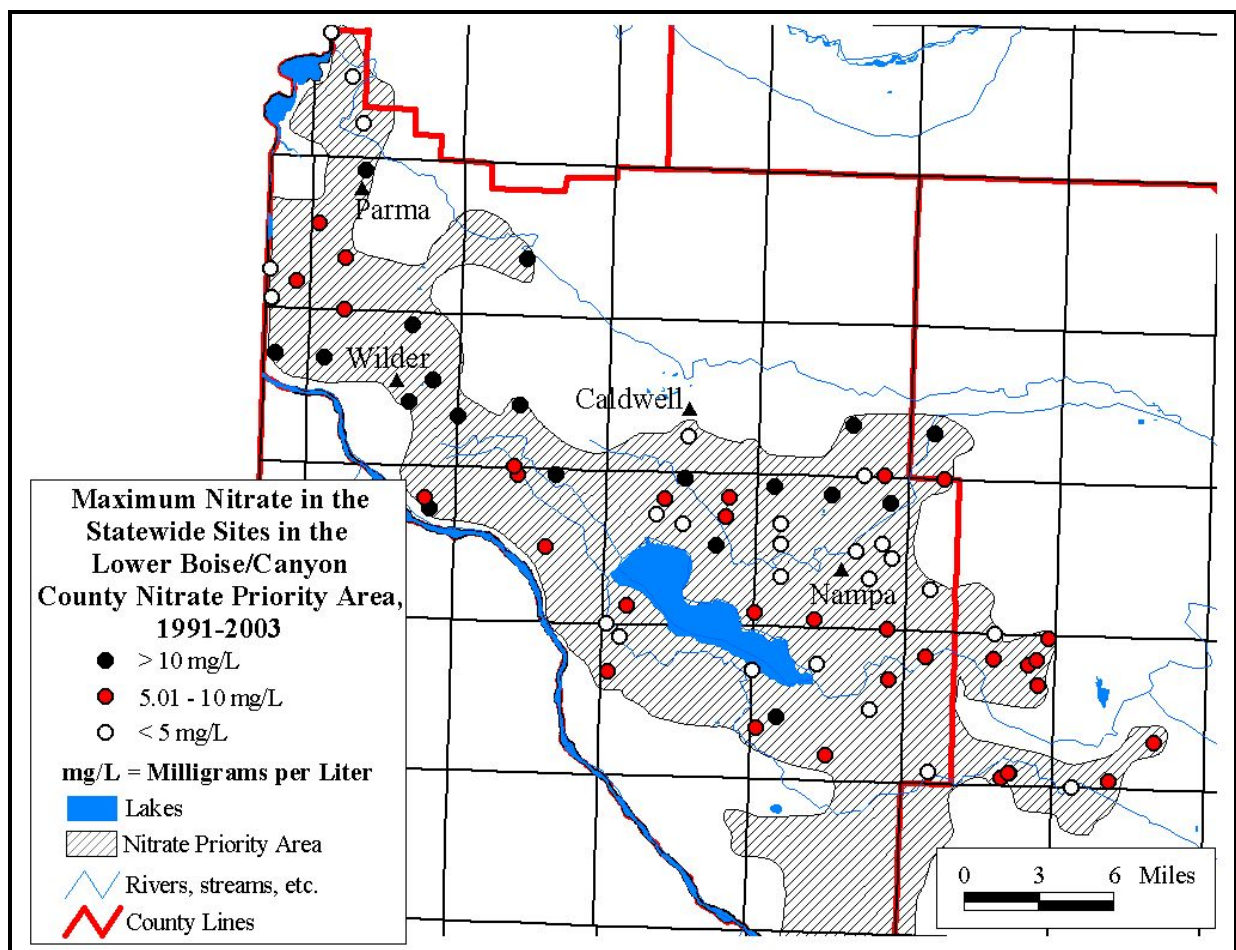 Parma
Wilder
Caldwell
Nampa
Maximum Nitrate in the
Statewide Sites in the
Lower Boise/Canyon
County Nitrate Priority Area,
1991-2003
> 10 mg/L
5.01 - 10 mg/L
< 5 mg/L
mg/L = Milligrams per Liter
Lakes
Nitrate Priority Area
Rivers, streams, etc.
County Lines
0 3 6 Miles